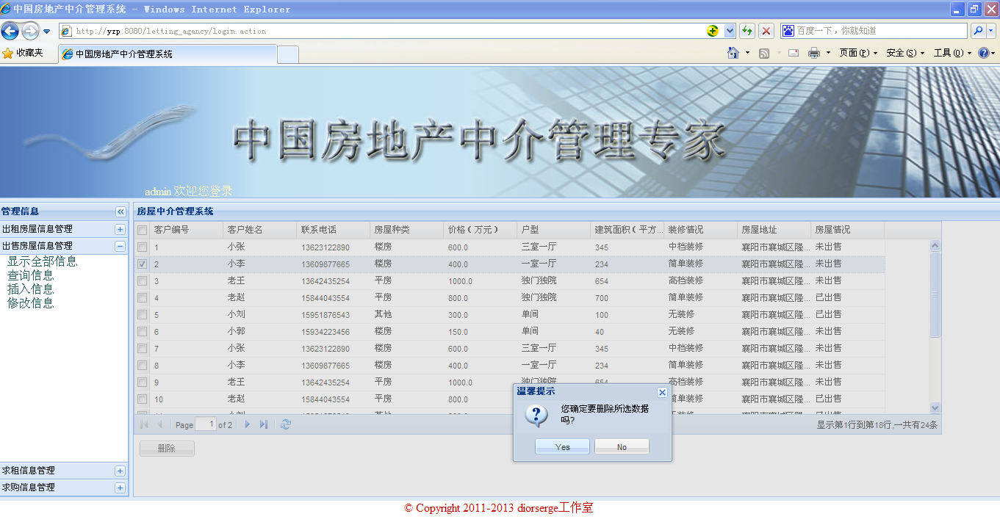 中国房地产中介管理系统 - Windows Internet Explorer
http://yzp:8080/letting_agency/login.action
百度一下，你就知道
收藏夹
中国房地产中介管理系统
页面(P)
安全(S)
工具(O)
中国房地产中介管理专家
admin 欢迎您登录
管理信息
出租房屋信息管理
出售房屋信息管理
显示全部信息
查询信息
插入信息
修改信息
求租信息管理
求购信息管理
房屋中介管理系统
客户编号 客户姓名 联系电话 房屋种类 价格（万元） 户型 建筑面积（平方... 装修情况 房屋地址 房屋情况
1 小张 13623122890 楼房 600.0 三室一厅 345 中档装修 襄阳市襄城区隆... 未出售
2 小李 13609877665 楼房 400.0 一室一厅 234 简单装修 襄阳市襄城区隆... 未出售
3 老王 13642435254 平房 1000.0 独门独院 654 高档装修 襄阳市襄城区隆... 未出售
4 老赵 15844043554 平房 800.0 独门独院 700 简单装修 襄阳市襄城区隆... 已出售
5 小刘 15951876543 其他 300.0 单间 100 无装修 襄阳市襄城区隆... 已出售
6 小郭 15934223456 楼房 150.0 单间 40 无装修 襄阳市襄城区隆... 未出售
7 小张 13623122890 楼房 600.0 三室一厅 345 中档装修 襄阳市襄城区隆... 未出售
8 小李 13609877665 楼房 400.0 一室一厅 234 简单装修 襄阳市襄城区隆... 未出售
9 老王 13642435254 平房 1000.0 独门独院 654 高档装修 襄阳市襄城区隆... 未出售
10 老赵 15844043554 平房 800.0 简单装修 襄阳市襄城区隆... 已出售
温馨提示
您确定要删除所选数据
吗?
Yes
No
Page 1 of 2
显示第1行到第18行,一共有24条
删除
© Copyright 2011-2013 diorserge工作室